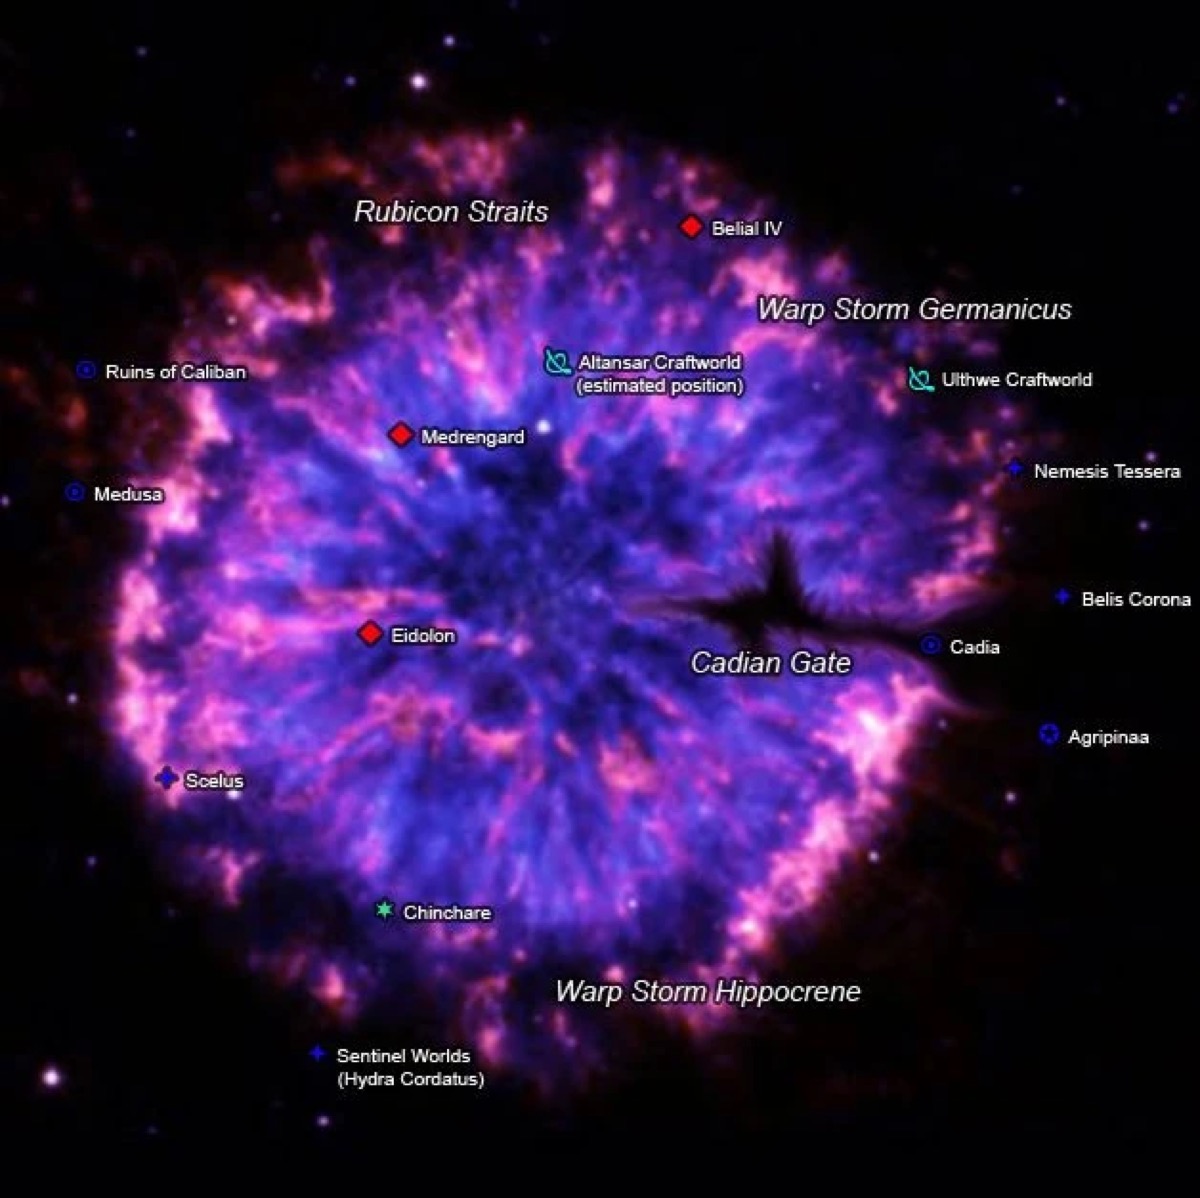 Rubicon Straits
Belial IV
Warp Storm Germanicus
Altansar Craftworld
(estimated position)
Ruins of Caliban
Ulthwe Craftworld
Medrengard
Nemesis Tessera
Medusa
Belis Corona
Eidolon
Cadia
Cadian Gate
Agripinaa
Scelus
Chinchare
Warp Storm Hippocrene
Sentinel Worlds
(Hydra Cordatus)